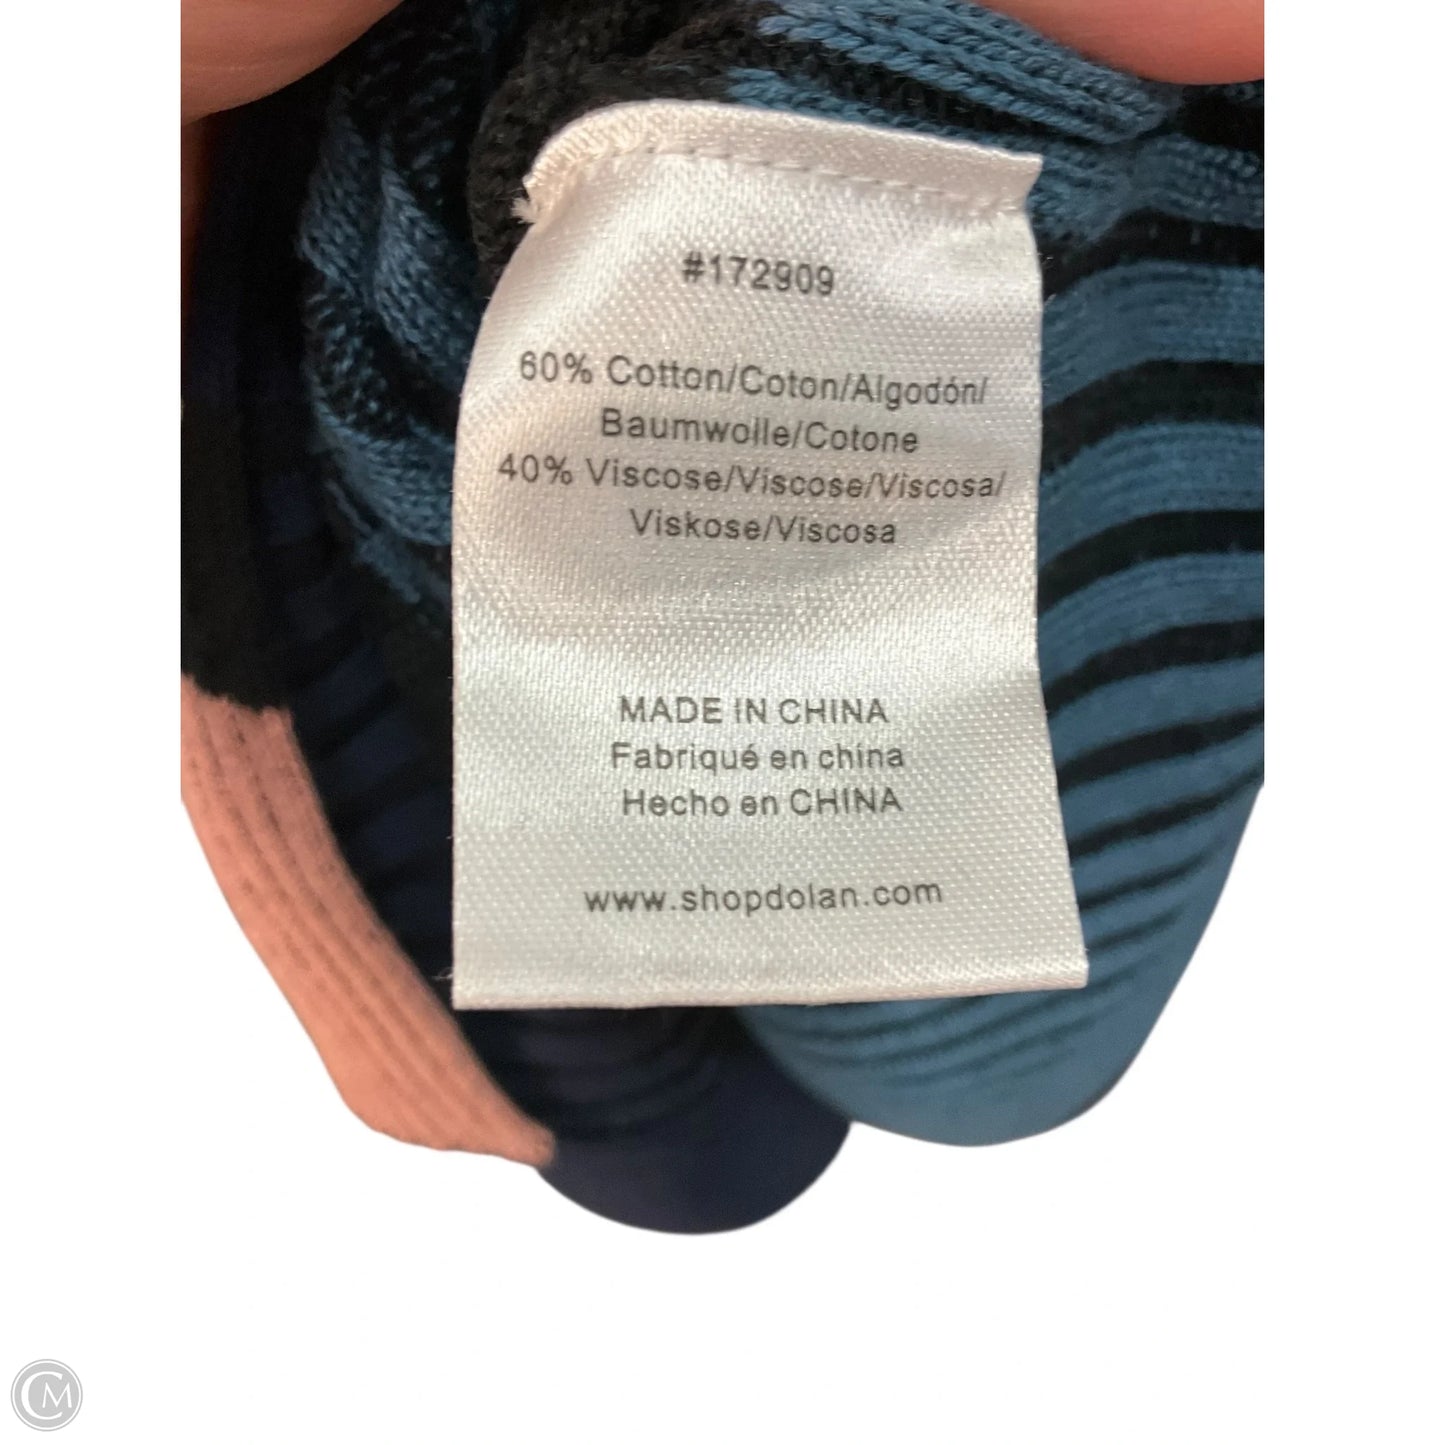 #172909
60% Cotton/Coton/Algodón/
Baumwolle/Cotone
40% Viscose/Viscose/Viscosa/
Viskose/Viscosa
MADE IN CHINA
Fabriqué en china
Hecho en CHINA
www.shopdolan.com
CM